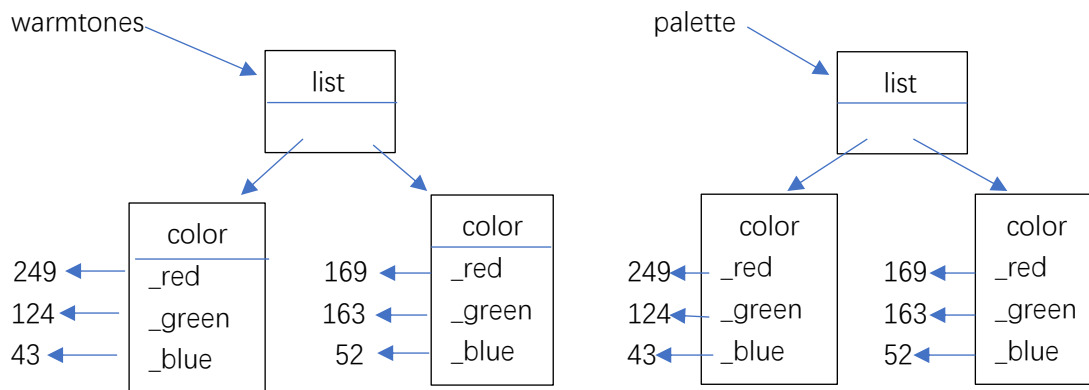 warmtones
palette
list
list
color
color
color
color
249
_red
169
_red
249
_red
169
_red
124
_green
163
_green
124
_green
163
_green
43
_blue
52
_blue
43
_blue
52
_blue